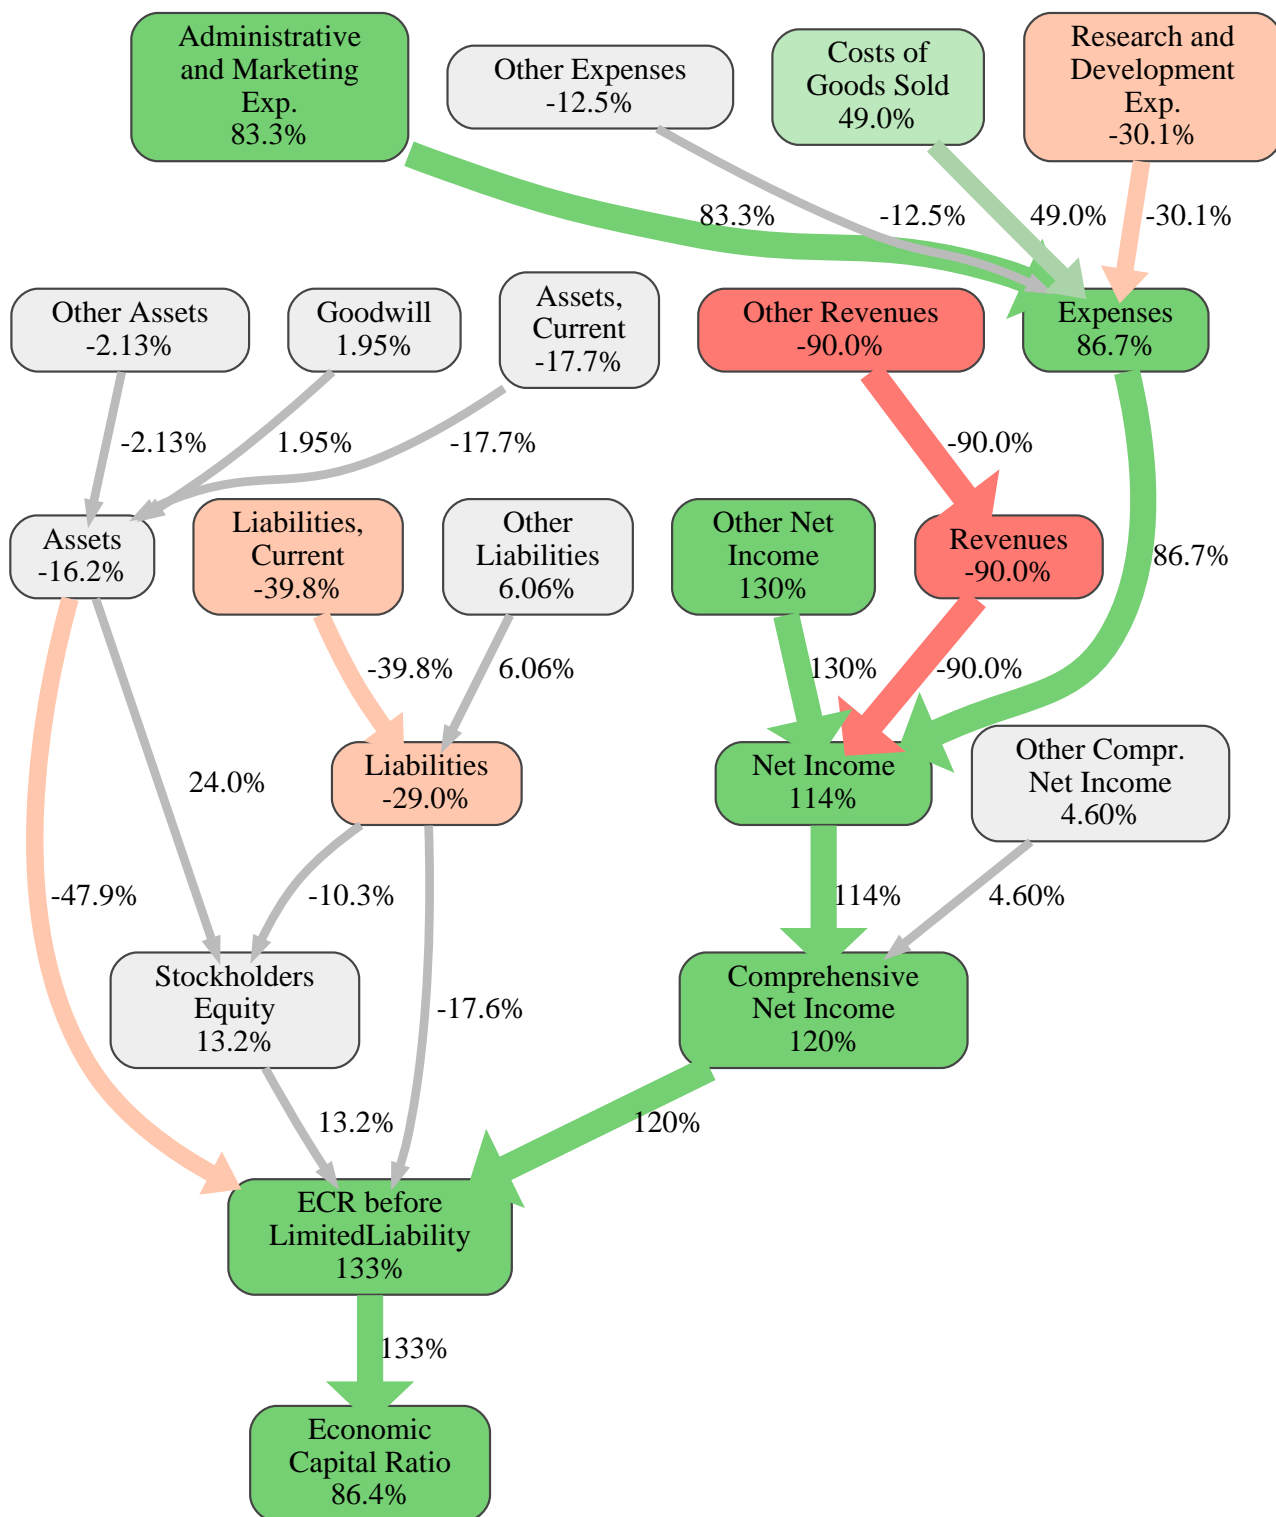 Administrative
and Marketing
Exp.
83.3%
Other Expenses
-12.5%
Costs of
Goods Sold
49.0%
Research and
Development
Exp.
-30.1%
83.3%
-12.5%
49.0%
-30.1%
Other Assets
-2.13%
Goodwill
1.95%
Assets,
Current
-17.7%
Other Revenues
-90.0%
Expenses
86.7%
-2.13%
1.95%
-17.7%
-90.0%
86.7%
Assets
-16.2%
Liabilities,
Current
-39.8%
Other
Liabilities
6.06%
Other Net
Income
130%
Revenues
-90.0%
-39.8%
6.06%
130%
-90.0%
24.0%
Liabilities
-29.0%
Net Income
114%
Other Compr.
Net Income
4.60%
-47.9%
-10.3%
114%
4.60%
Stockholders
Equity
13.2%
-17.6%
Comprehensive
Net Income
120%
13.2%
120%
ECR before
LimitedLiability
133%
133%
Economic
Capital Ratio
86.4%